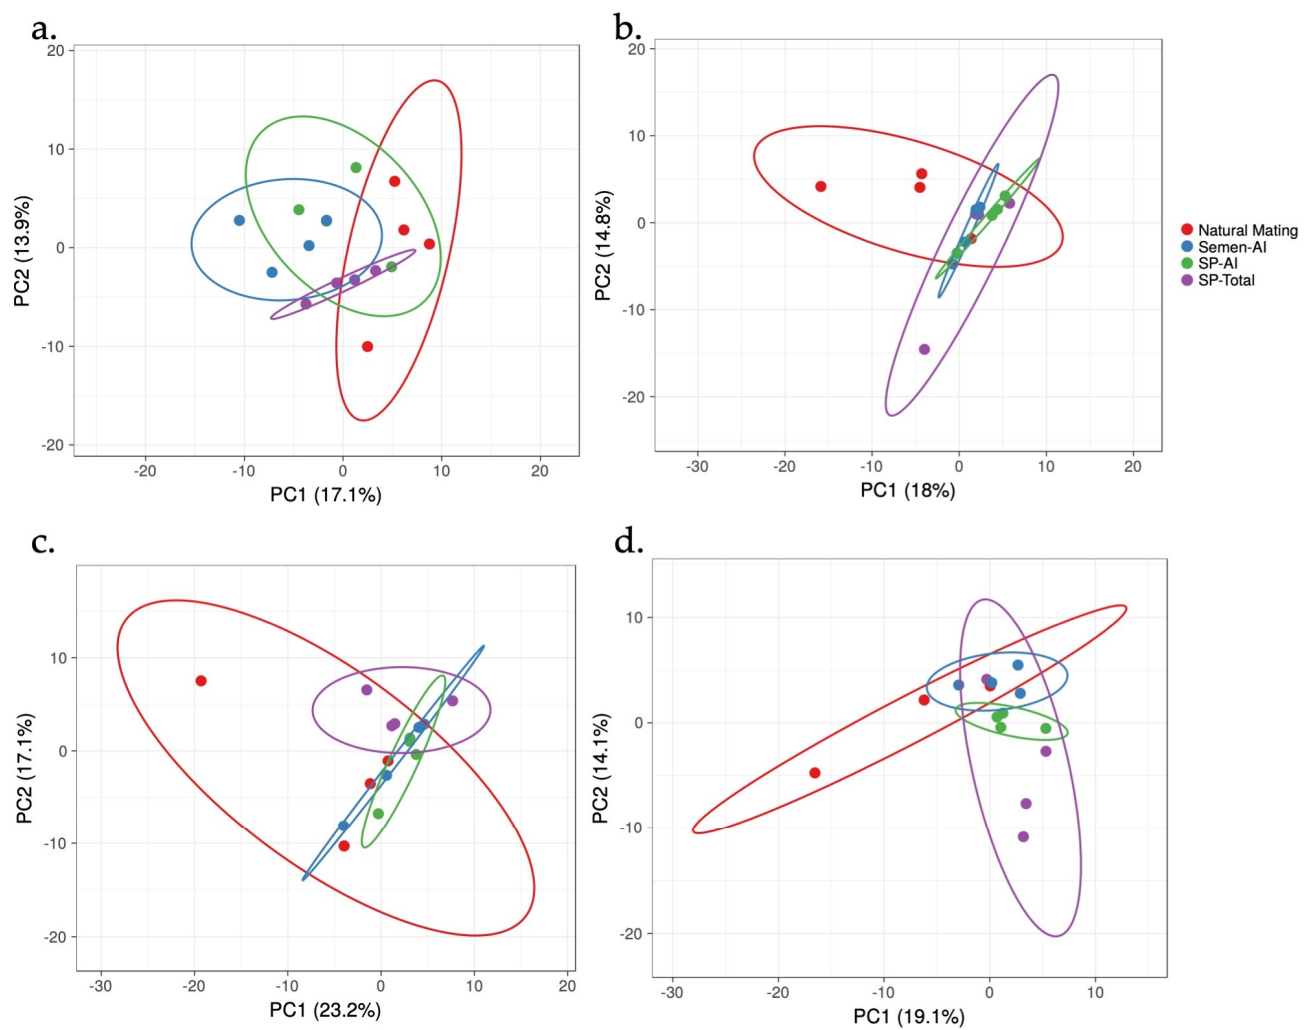 a.
20
10
0
-10
-20
PC2 (13.9%)
-20
-10
0
10
20
PC1 (17.1%)
b.
20
10
0
-10
-20
PC2 (14.8%)
-30
-20
-10
0
10
20
PC1 (18%)
Natural Mating
Semen-AI
SP-AI
SP-Total
c.
10
0
-10
-20
PC2 (17.1%)
-30
-20
-10
0
10
20
PC1 (23.2%)
d.
10
0
-10
-20
PC2 (14.1%)
-30
-20
-10
0
10
PC1 (19.1%)